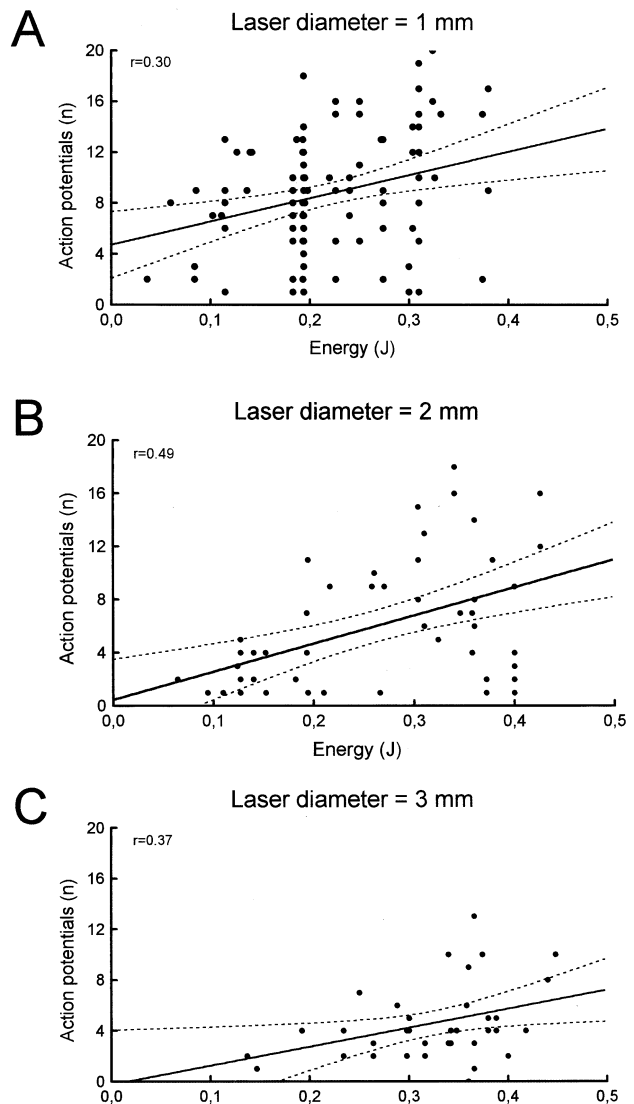 A
Laser diameter = 1 mm
r=0.30
Action potentials (n)
20
16
12
8
4
0
0,0 0,1 0,2 0,3 0,4 0,5
Energy (J)
B
Laser diameter = 2 mm
r=0.49
Action potentials (n)
20
16
12
8
4
0
0,0 0,1 0,2 0,3 0,4 0,5
Energy (J)
C
Laser diameter = 3 mm
r=0.37
Action potentials (n)
20
16
12
8
4
0
0,0 0,1 0,2 0,3 0,4 0,5